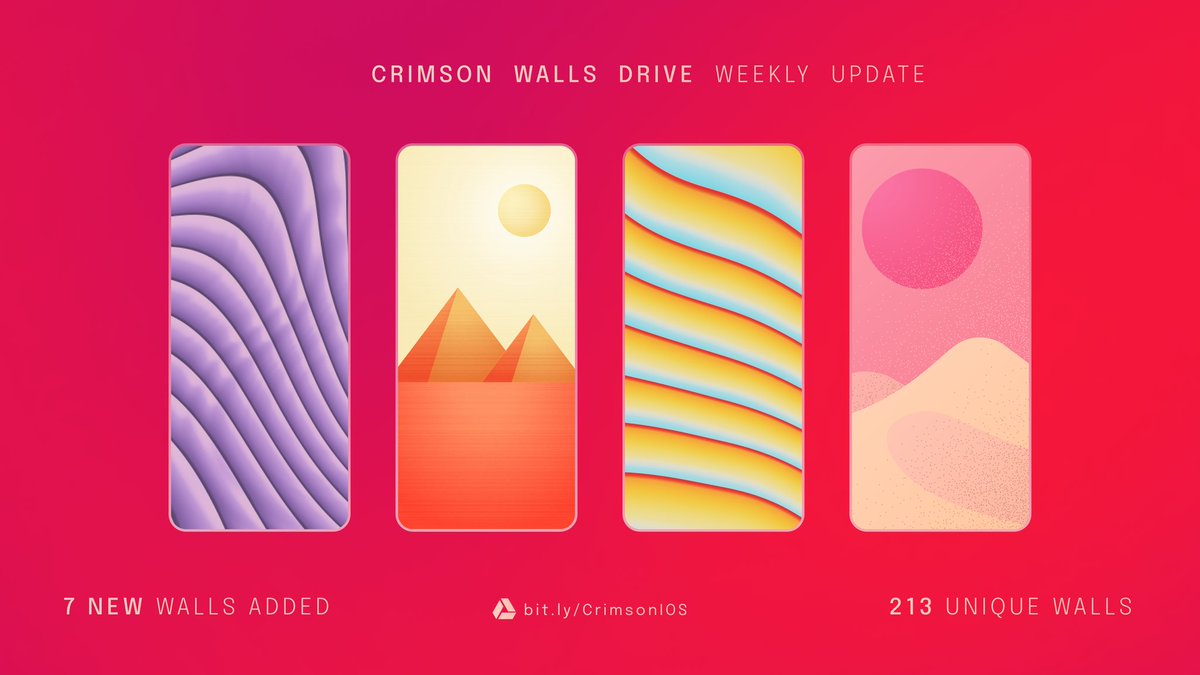 CRIMSON WALLS DRIVE WEEKLY UPDATE
7 NEW WALLS ADDED
bit.ly/CrimsonIOS
213 UNIQUE WALLS